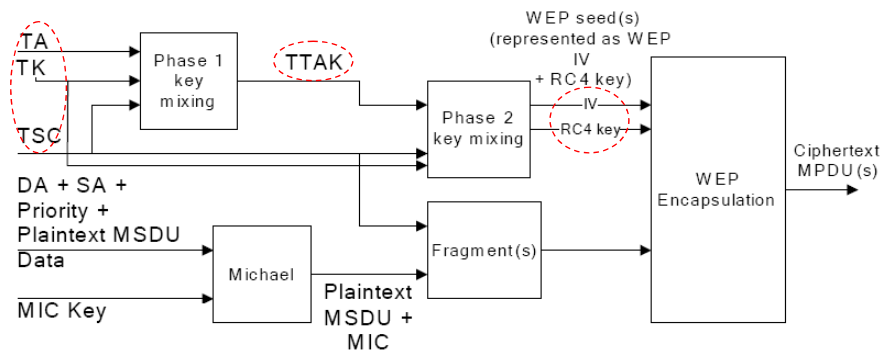 TA
TK
TSC
Phase 1
key
mixing
TTAK
WEP seed(s)
(represented as WEP
IV
+ RC4 key)
Phase 2
key mixing
IV
RC4 key
WEP
Encapsulation
Ciphertext
MPDU(s)
DA + SA +
Priority +
Plaintext MSDU
Data
MIC Key
Michael
Plaintext
MSDU +
MIC
Fragment(s)